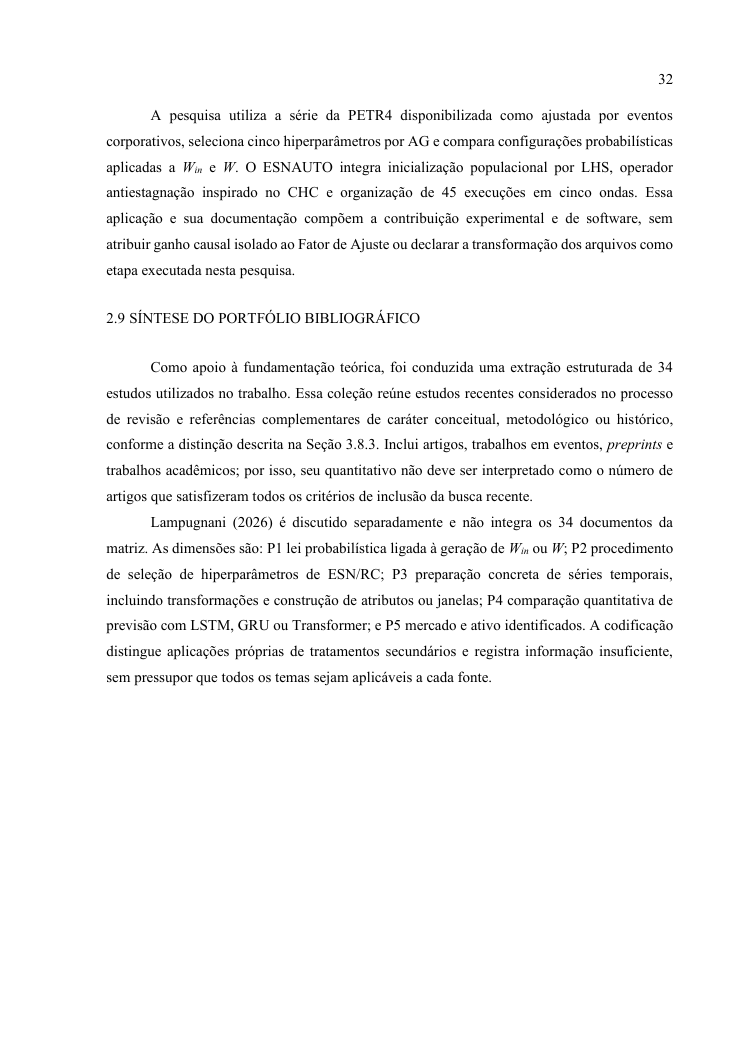 32
A pesquisa utiliza a série da PETR4 disponibilizada como ajustada por eventos
corporativos, seleciona cinco hiperparâmetros por AG e compara configurações probabilísticas
aplicadas a Win e W. O ESNAUTO integra inicialização populacional por LHS, operador
antiestagnação inspirado no CHC e organização de 45 execuções em cinco ondas. Essa
aplicação e sua documentação compõem a contribuição experimental e de software, sem
atribuir ganho causal isolado ao Fator de Ajuste ou declarar a transformação dos arquivos como
etapa executada nesta pesquisa.
2.9 SÍNTESE DO PORTFÓLIO BIBLIOGRÁFICO
Como apoio à fundamentação teórica, foi conduzida uma extração estruturada de 34
estudos utilizados no trabalho. Essa coleção reúne estudos recentes considerados no processo
de revisão e referências complementares de caráter conceitual, metodológico ou histórico,
conforme a distinção descrita na Seção 3.8.3. Inclui artigos, trabalhos em eventos, preprints e
trabalhos acadêmicos; por isso, seu quantitativo não deve ser interpretado como o número de
artigos que satisfizeram todos os critérios de inclusão da busca recente.
Lampugnani (2026) é discutido separadamente e não integra os 34 documentos da
matriz. As dimensões são: P1 lei probabilística ligada à geração de Win ou W; P2 procedimento
de seleção de hiperparâmetros de ESN/RC; P3 preparação concreta de séries temporais,
incluindo transformações e construção de atributos ou janelas; P4 comparação quantitativa de
previsão com LSTM, GRU ou Transformer; e P5 mercado e ativo identificados. A codificação
distingue aplicações próprias de tratamentos secundários e registra informação insuficiente,
sem pressupor que todos os temas sejam aplicáveis a cada fonte.